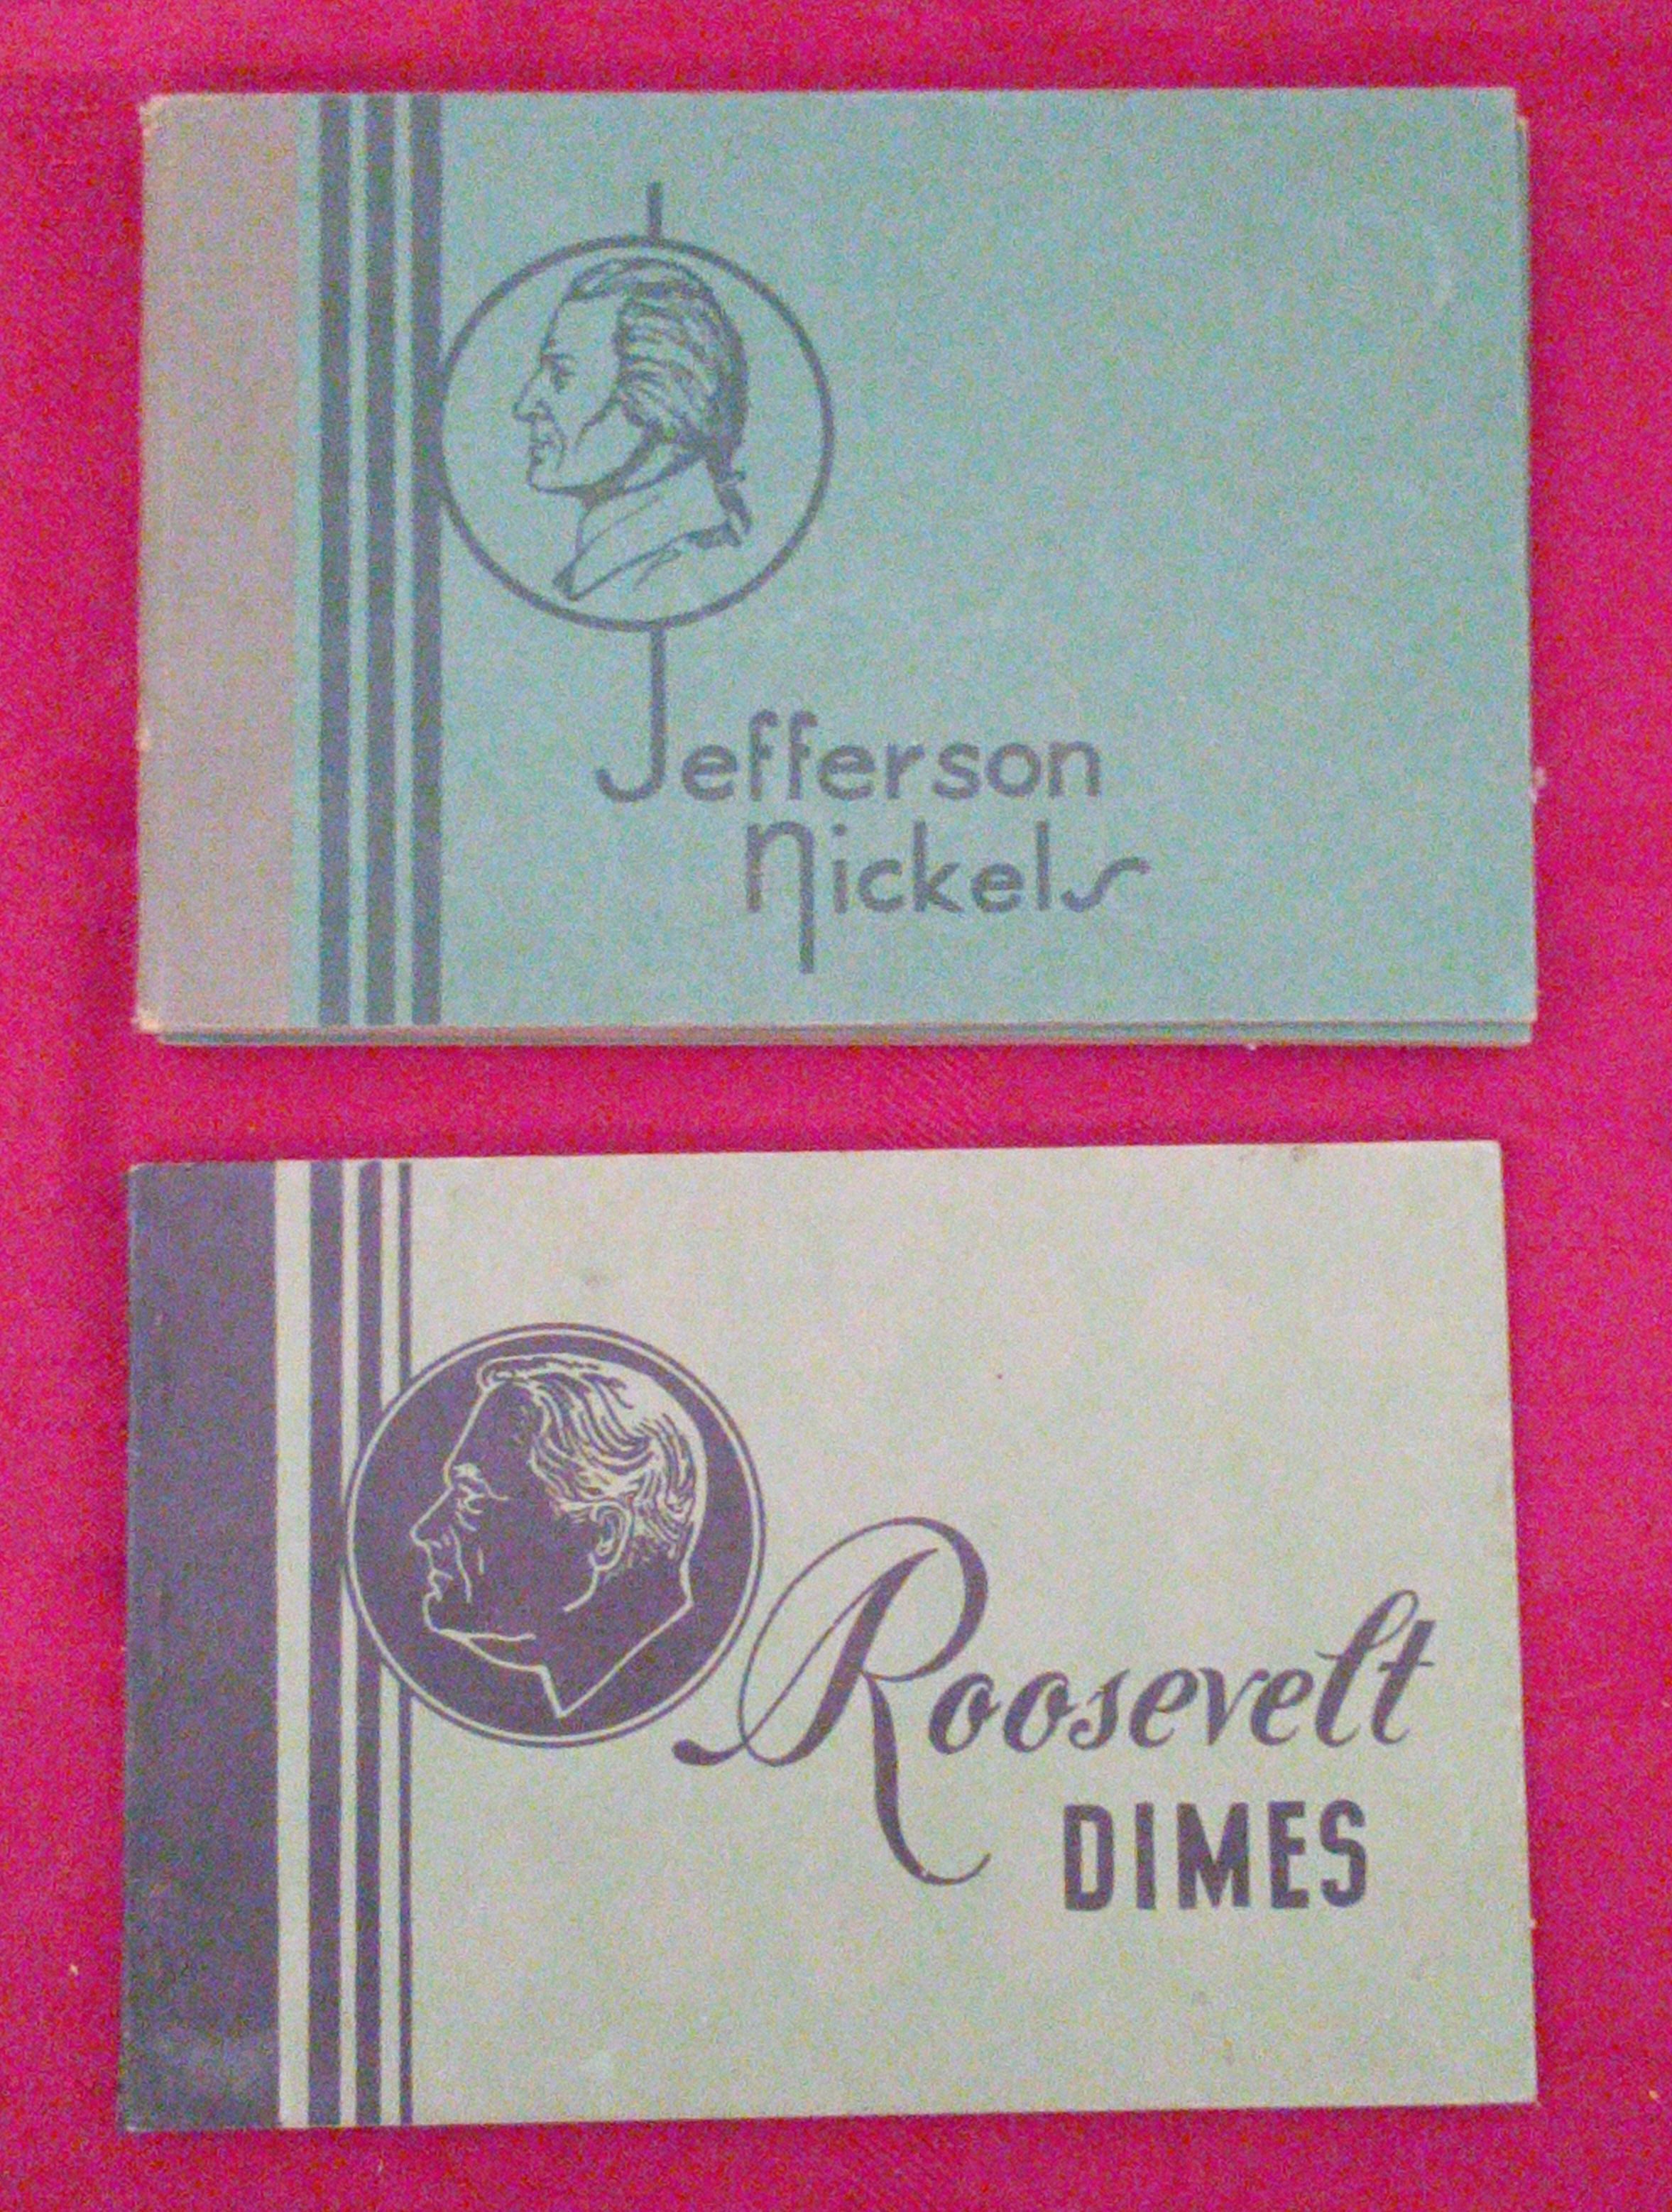 Jefferson
Nickels
Roosevelt
DIMES